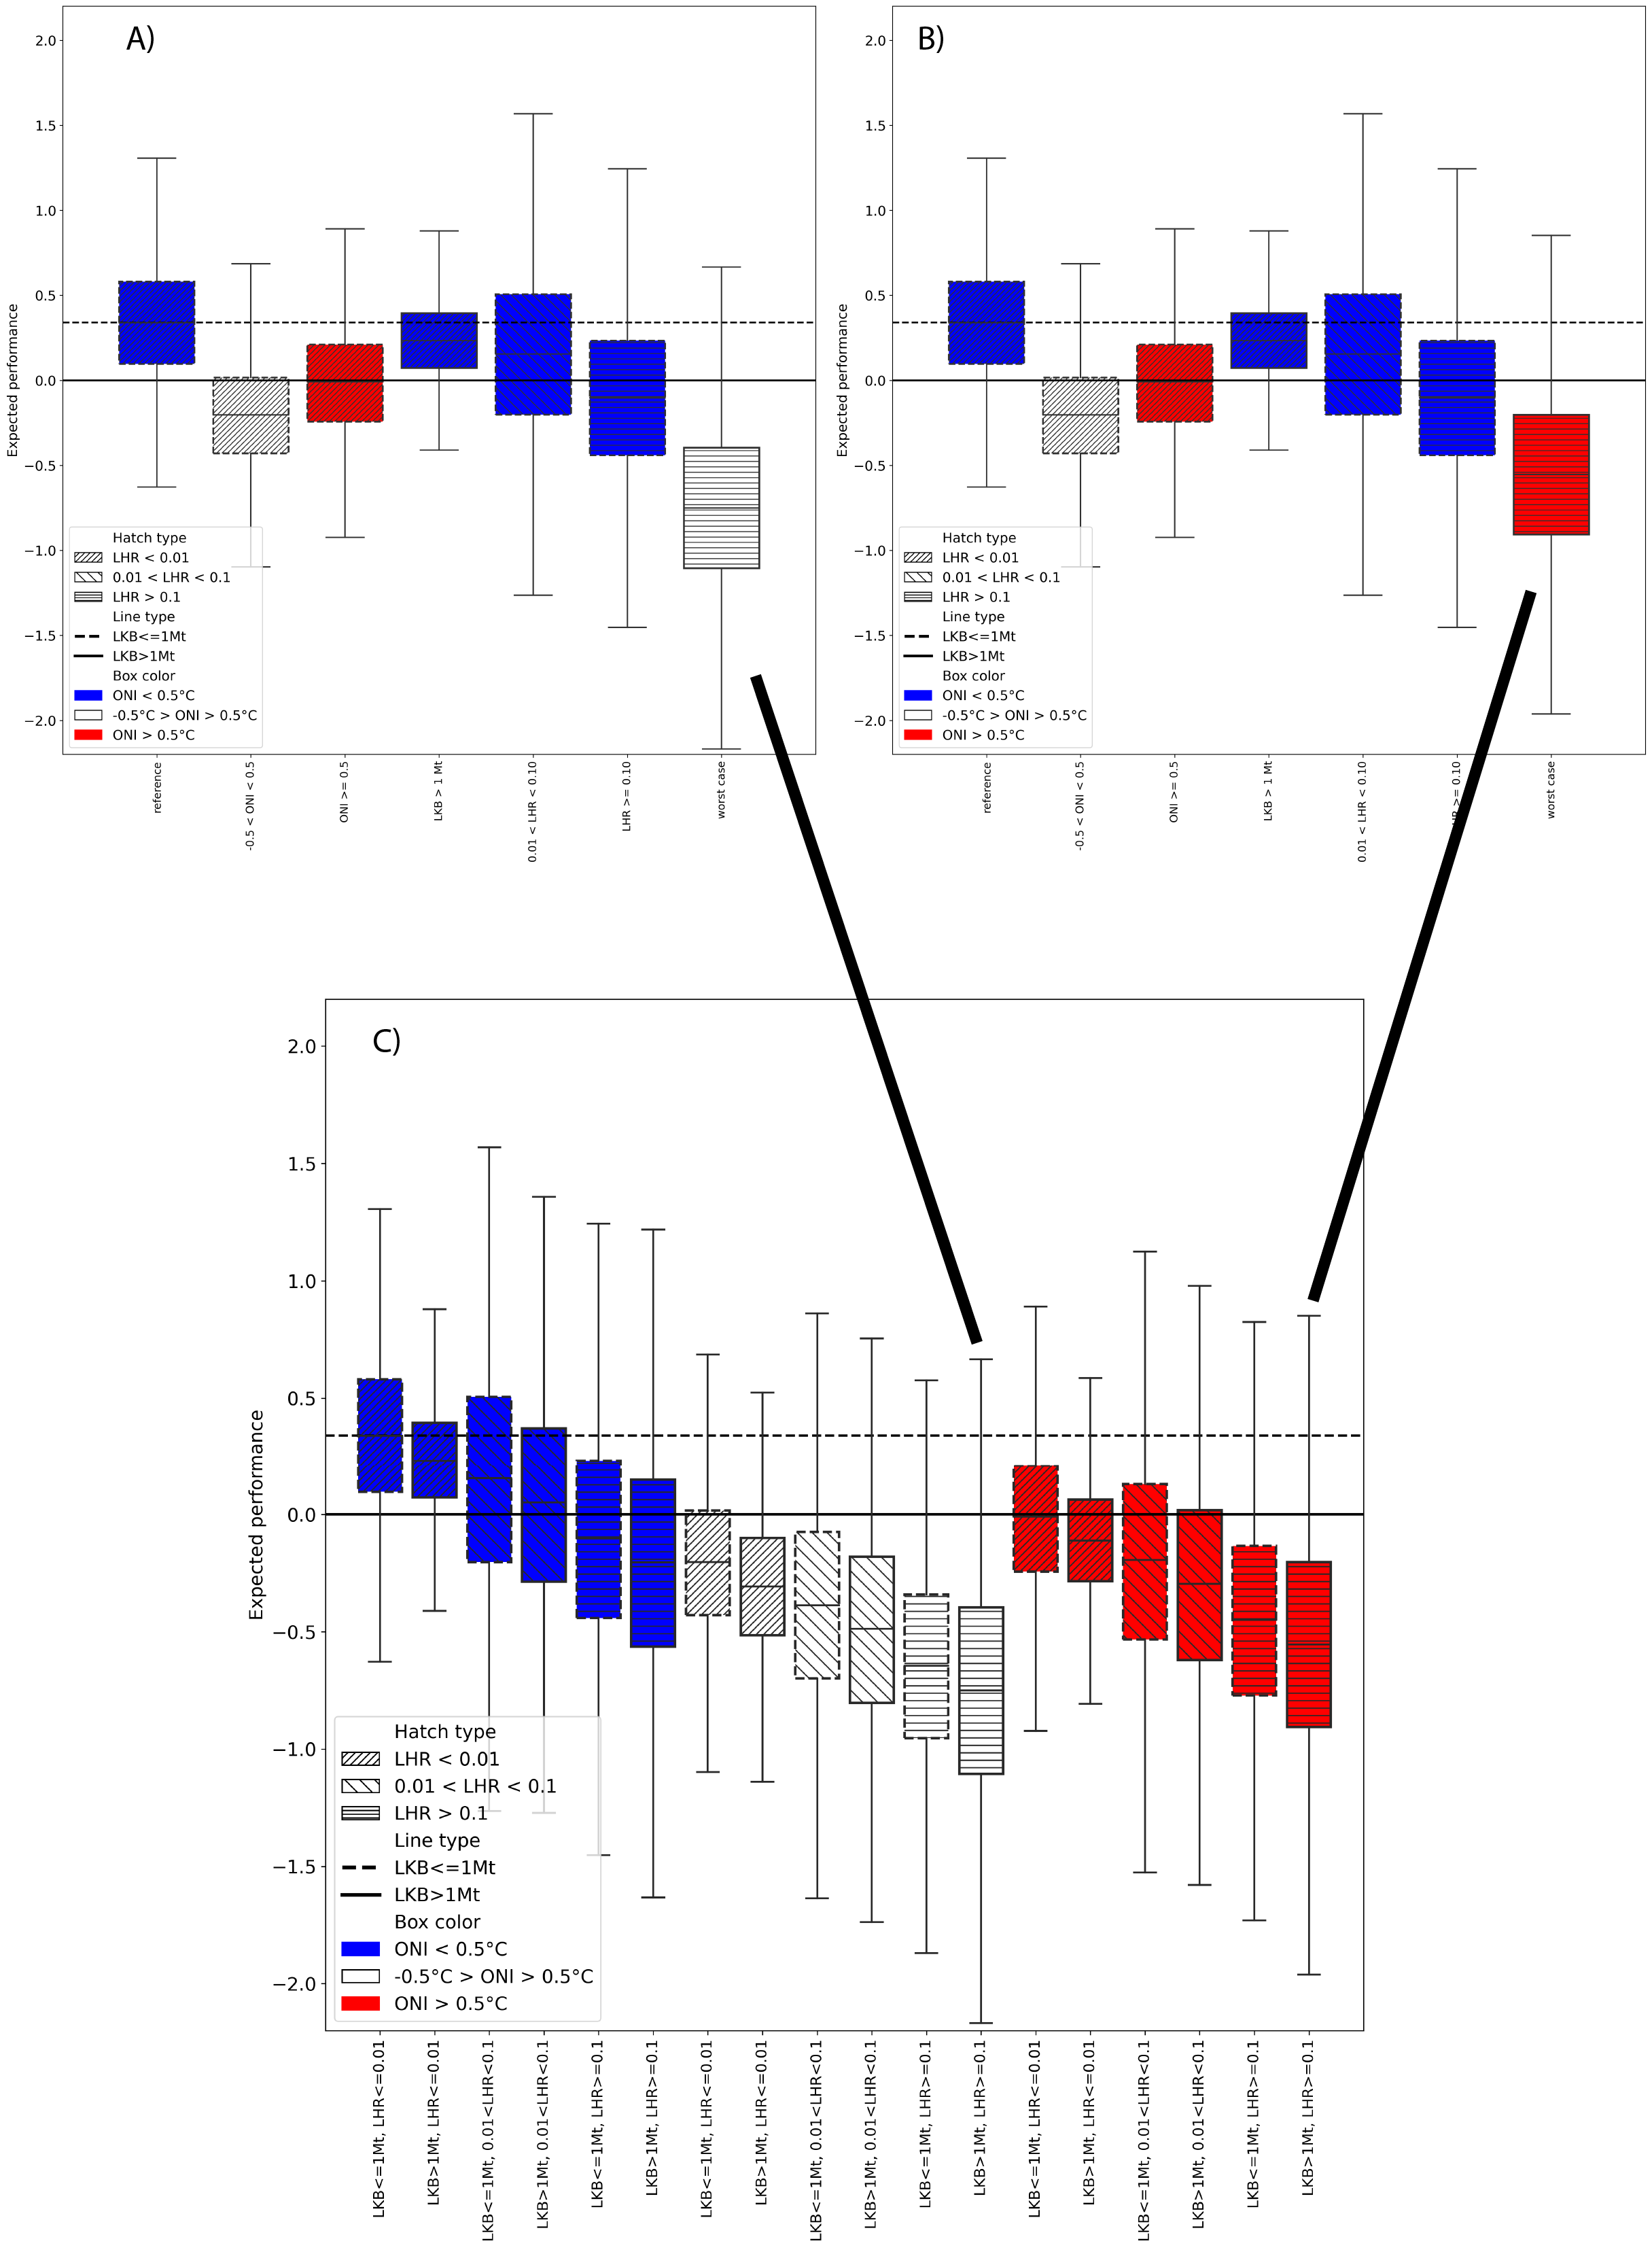 A)
2.0
1.5
1.0
0.5
0.0
−0.5
−1.0
−1.5
−2.0
Expected performance
Hatch type
LHR < 0.01
0.01 < LHR < 0.1
LHR > 0.1
Line type
LKB<=1Mt
LKB>1Mt
Box color
ONI < 0.5°C
-0.5°C > ONI > 0.5°C
ONI > 0.5°C
reference
-0.5 < ONI < 0.5
ONI >= 0.5
LKB > 1 Mt
0.01 < LHR < 0.10
LHR >= 0.10
worst case
B)
2.0
1.5
1.0
0.5
0.0
−0.5
−1.0
−1.5
−2.0
Expected performance
Hatch type
LHR < 0.01
0.01 < LHR < 0.1
LHR > 0.1
Line type
LKB<=1Mt
LKB>1Mt
Box color
ONI < 0.5°C
-0.5°C > ONI > 0.5°C
ONI > 0.5°C
reference
-0.5 < ONI < 0.5
ONI >= 0.5
LKB > 1 Mt
0.01 < LHR < 0.10
>= 0.10
worst case
C)
2.0
1.5
1.0
0.5
0.0
−0.5
−1.0
−1.5
−2.0
Expected performance
Hatch type
LHR < 0.01
0.01 < LHR < 0.1
LHR > 0.1
Line type
LKB<=1Mt
LKB>1Mt
Box color
ONI < 0.5°C
-0.5°C > ONI > 0.5°C
ONI > 0.5°C
LKB<=1Mt, LHR<=0.01
LKB>1Mt, LHR<=0.01
LKB<=1Mt, 0.01<LHR<0.1
LKB>1Mt, 0.01<LHR<0.1
LKB<=1Mt, LHR>=0.1
LKB>1Mt, LHR>=0.1
LKB<=1Mt, LHR<=0.01
LKB>1Mt, LHR<=0.01
LKB<=1Mt, 0.01<LHR<0.1
LKB>1Mt, 0.01<LHR<0.1
LKB<=1Mt, LHR>=0.1
LKB>1Mt, LHR>=0.1
LKB<=1Mt, LHR<=0.01
LKB>1Mt, LHR<=0.01
LKB<=1Mt, 0.01<LHR<0.1
LKB>1Mt, 0.01<LHR<0.1
LKB<=1Mt, LHR>=0.1
LKB>1Mt, LHR>=0.1